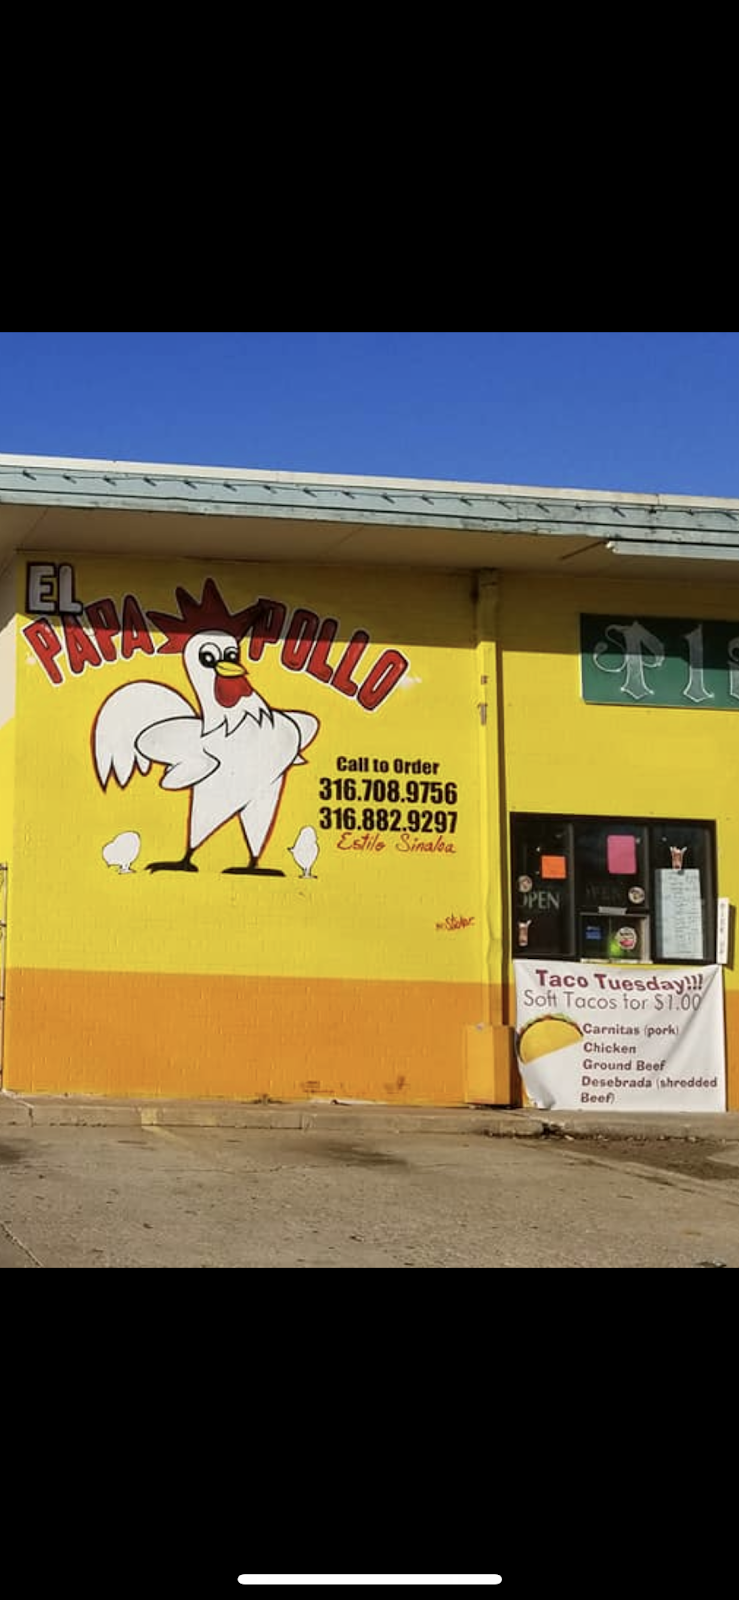 EL
PAPA POLLO
Call to Order
316.708.9756
316.882.9297
Estilo Sinaloa
OPEN
Taco Tuesday!!!
Soft Tacos for $1.00
Carnitas (pork)
Chicken
Ground Beef
Desebrada (shredded
Beef)